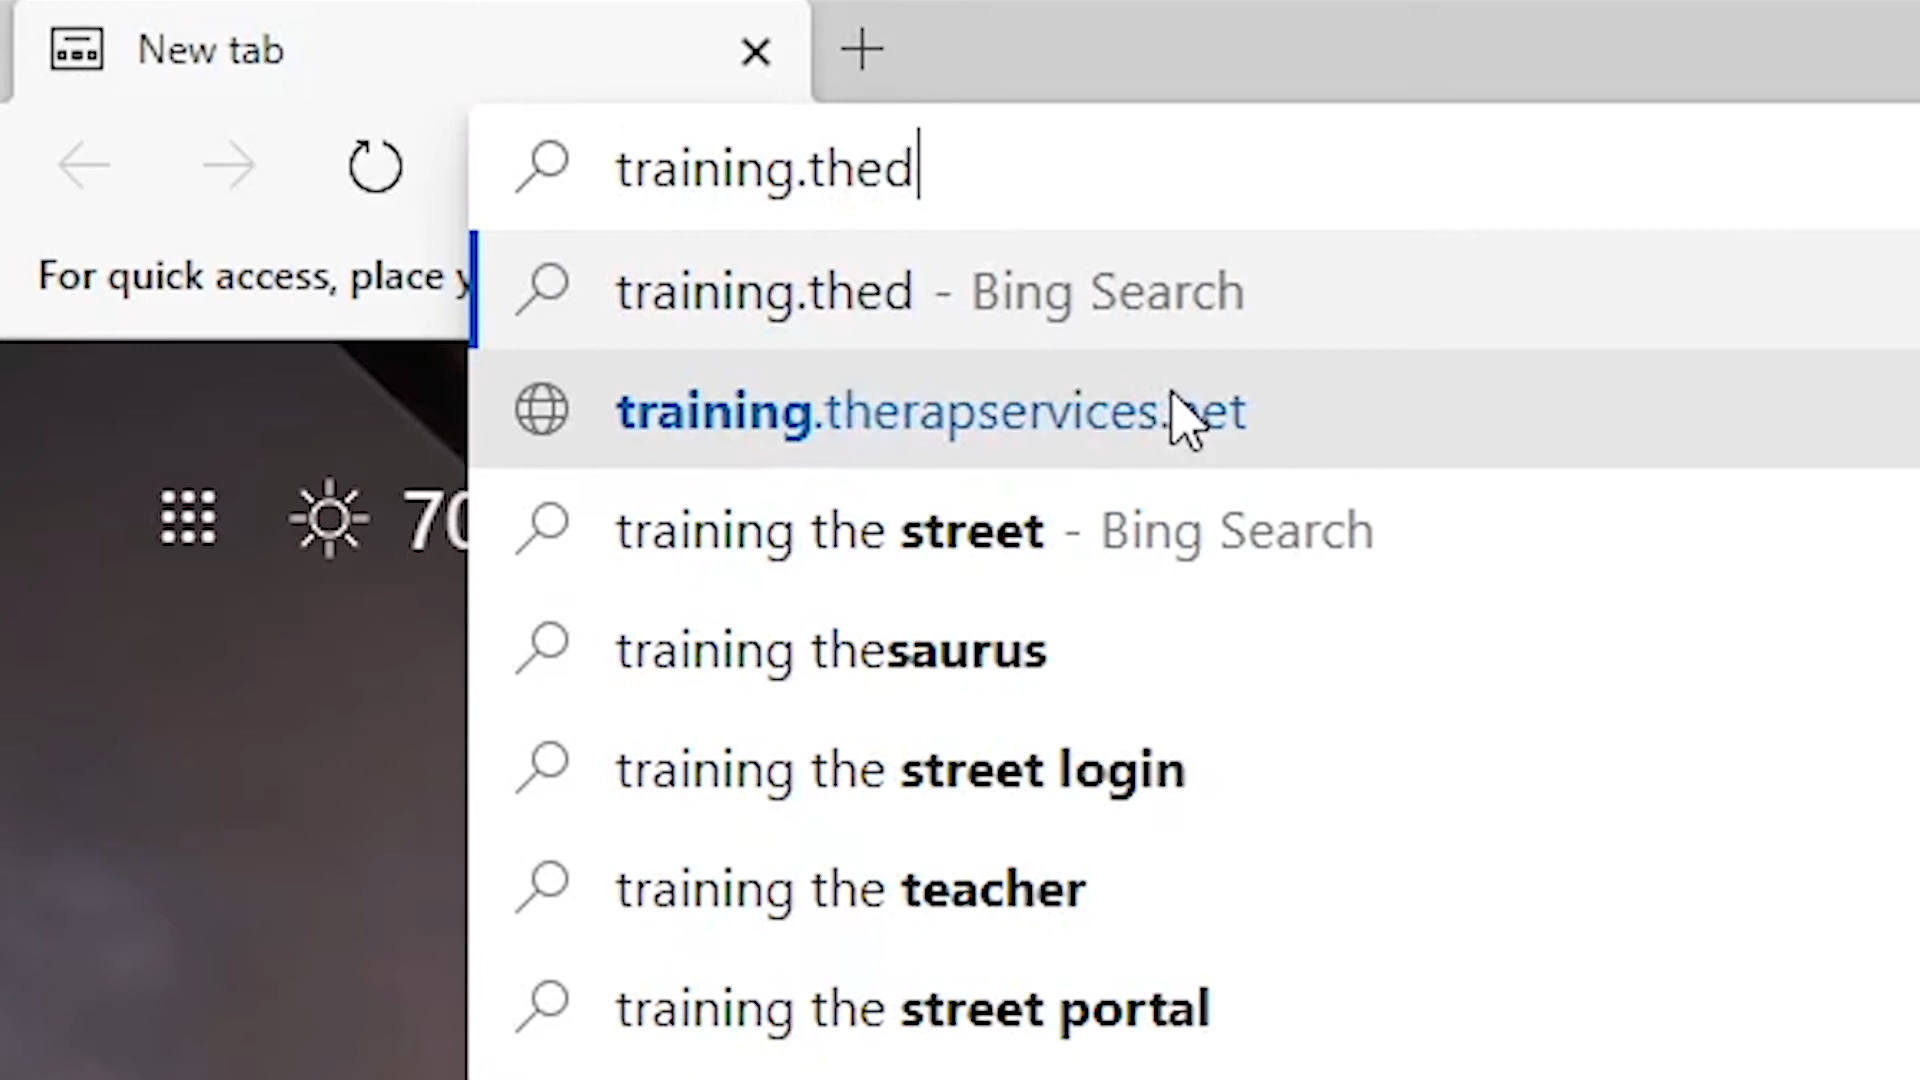 New tab
training.thed
For quick access, place y
training.thed - Bing Search
training.therapservices.net
70
training the street - Bing Search
training thesaurus
training the street login
training the teacher
training the street portal